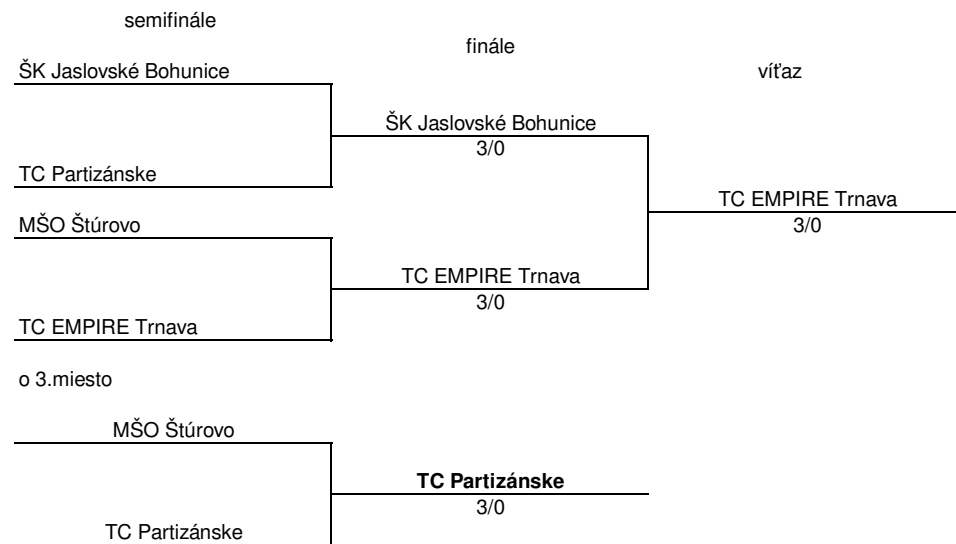 semifinále
finále
víťaz
ŠK Jaslovské Bohunice
ŠK Jaslovské Bohunice
3/0
TC Partizánske
TC EMPIRE Trnava
3/0
MŠO Štúrovo
TC EMPIRE Trnava
3/0
TC EMPIRE Trnava
o 3.miesto
MŠO Štúrovo
TC Partizánske
3/0
TC Partizánske